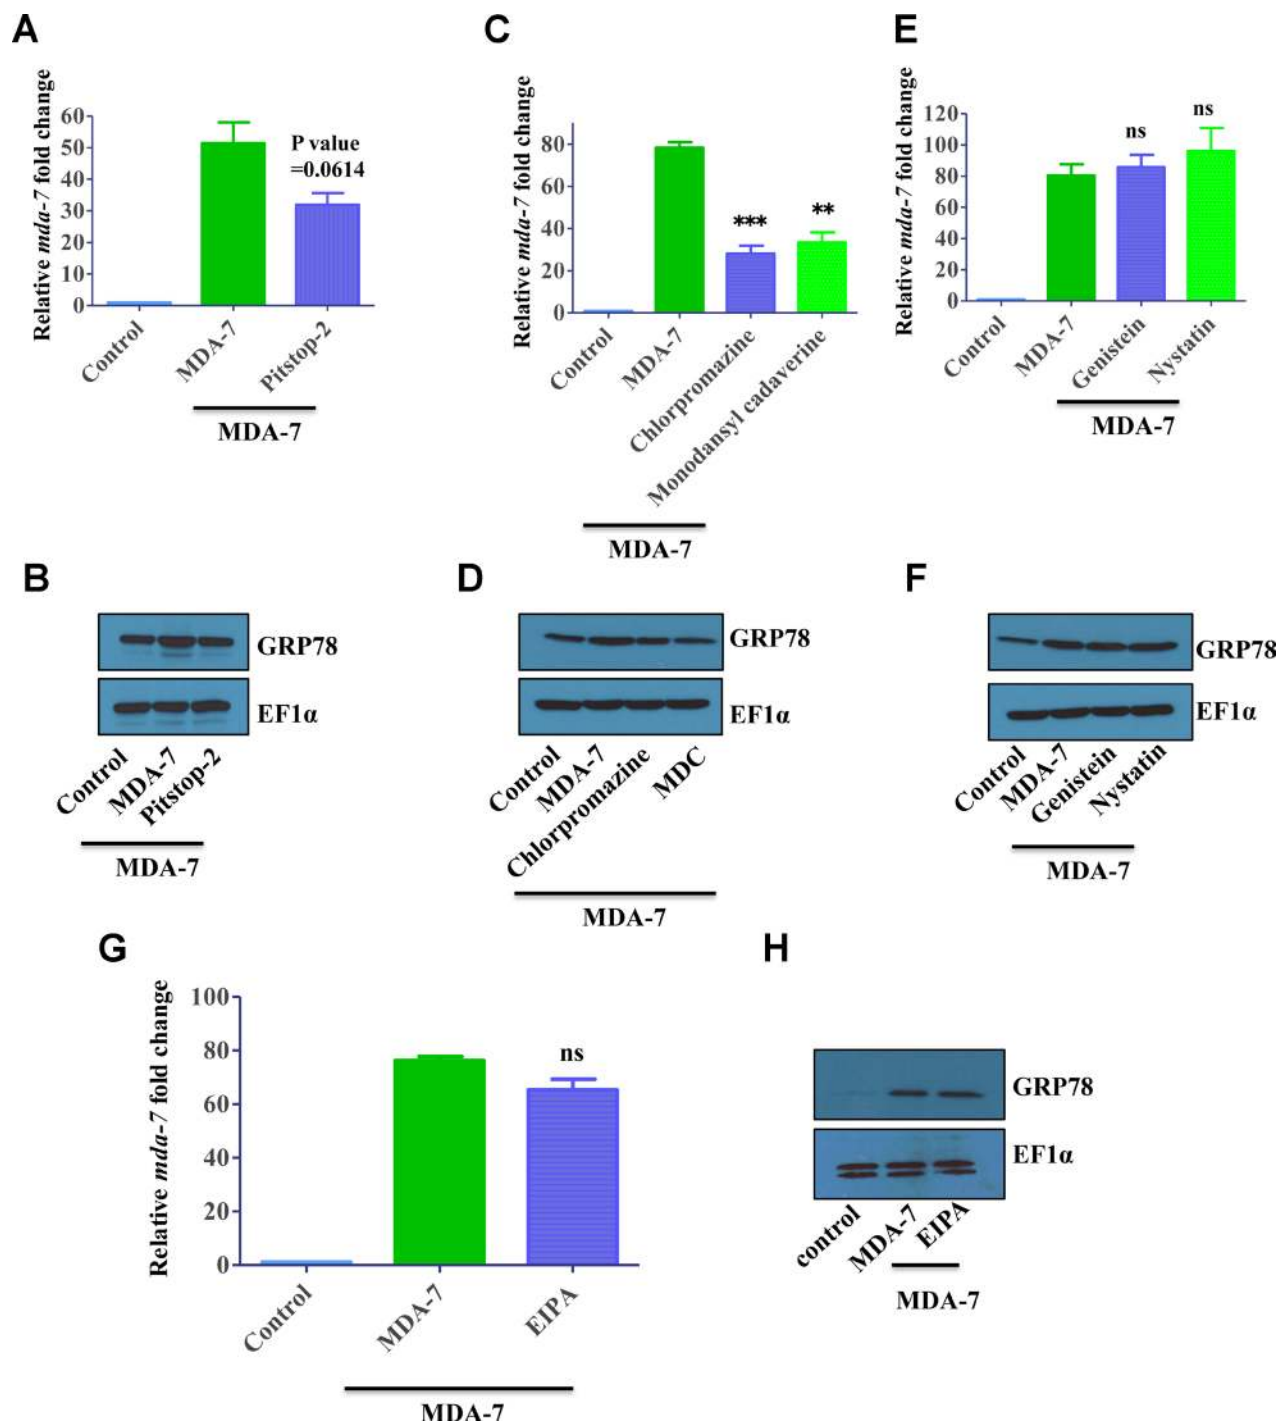 A
Relative mda-7 fold change
60
50
40
30
20
10
0
P value
=0.0614
Control
MDA-7
Pitstop-2
MDA-7
C
Relative mda-7 fold change
80
60
40
20
0
***
**
Control
MDA-7
Chlorpromazine
Monodansyl cadaverine
MDA-7
E
Relative mda-7 fold change
120
100
80
60
40
20
0
ns
ns
Control
MDA-7
Genistein
Nystatin
MDA-7
B
GRP78
EF1α
Control
MDA-7
Pitstop-2
MDA-7
D
GRP78
EF1α
Control
MDA-7
Chlorpromazine
MDC
MDA-7
F
GRP78
EF1α
Control
MDA-7
Genistein
Nystatin
MDA-7
G
Relative mda-7 fold change
100
80
60
40
20
0
ns
Control
MDA-7
EIPA
MDA-7
H
GRP78
EF1α
control
MDA-7
EIPA
MDA-7